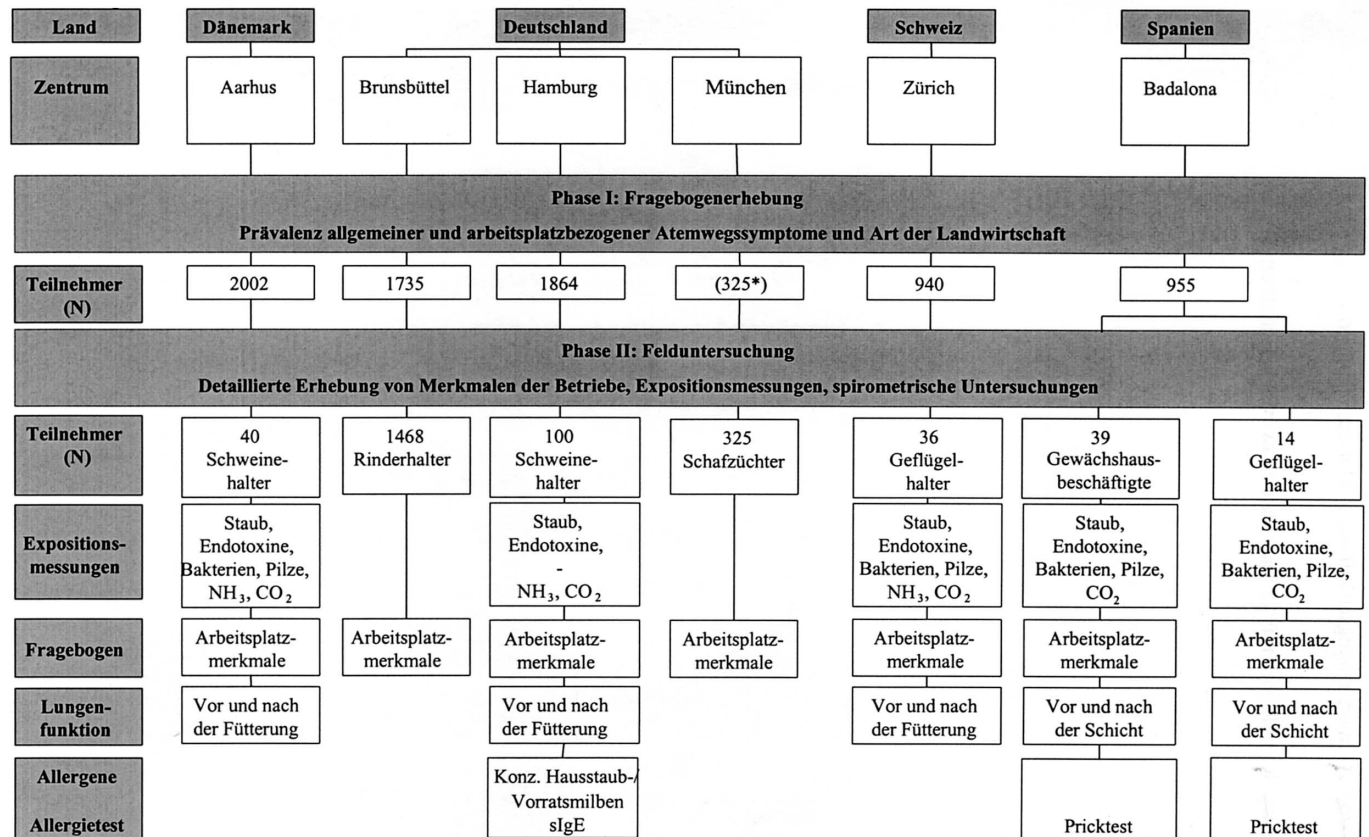 Land
Dänemark
Deutschland
Schweiz
Spanien
Zentrum
Aarhus
Brunsbüttel
Hamburg
München
Zürich
Badalona
Phase I: Fragebogenerhebung
Prävalenz allgemeiner und arbeitsplatzbezogener Atemwegssymptome und Art der Landwirtschaft
Teilnehmer
(N)
2002
1735
1864
(325*)
940
955
Phase II: Felduntersuchung
Detaillierte Erhebung von Merkmalen der Betriebe, Expositionsmessungen, spirometrische Untersuchungen
Teilnehmer
(N)
40
Schweine-
halter
1468
Rinderhalter
100
Schweine-
halter
325
Schafzüchter
36
Geflügel-
halter
39
Gewächshaus-
beschäftigte
14
Geflügel-
halter
Expositions-
messungen
Staub,
Endotoxine,
Bakterien, Pilze,
NH₃, CO₂
Staub,
Endotoxine,
-
NH₃, CO₂
Staub,
Endotoxine,
Bakterien, Pilze,
NH₃, CO₂
Staub,
Endotoxine,
Bakterien, Pilze,
CO₂
Staub,
Endotoxine,
Bakterien, Pilze,
CO₂
Fragebogen
Arbeitsplatz-
merkmale
Arbeitsplatz-
merkmale
Arbeitsplatz-
merkmale
Arbeitsplatz-
merkmale
Arbeitsplatz-
merkmale
Arbeitsplatz-
merkmale
Arbeitsplatz-
merkmale
Lungen-
funktion
Vor und nach
der Fütterung
Vor und nach
der Fütterung
Vor und nach
der Fütterung
Vor und nach
der Schicht
Vor und nach
der Schicht
Allergene
Allergietest
Konz. Hausstaub-/
Vorratsmilben
sIgE
Pricktest
Pricktest